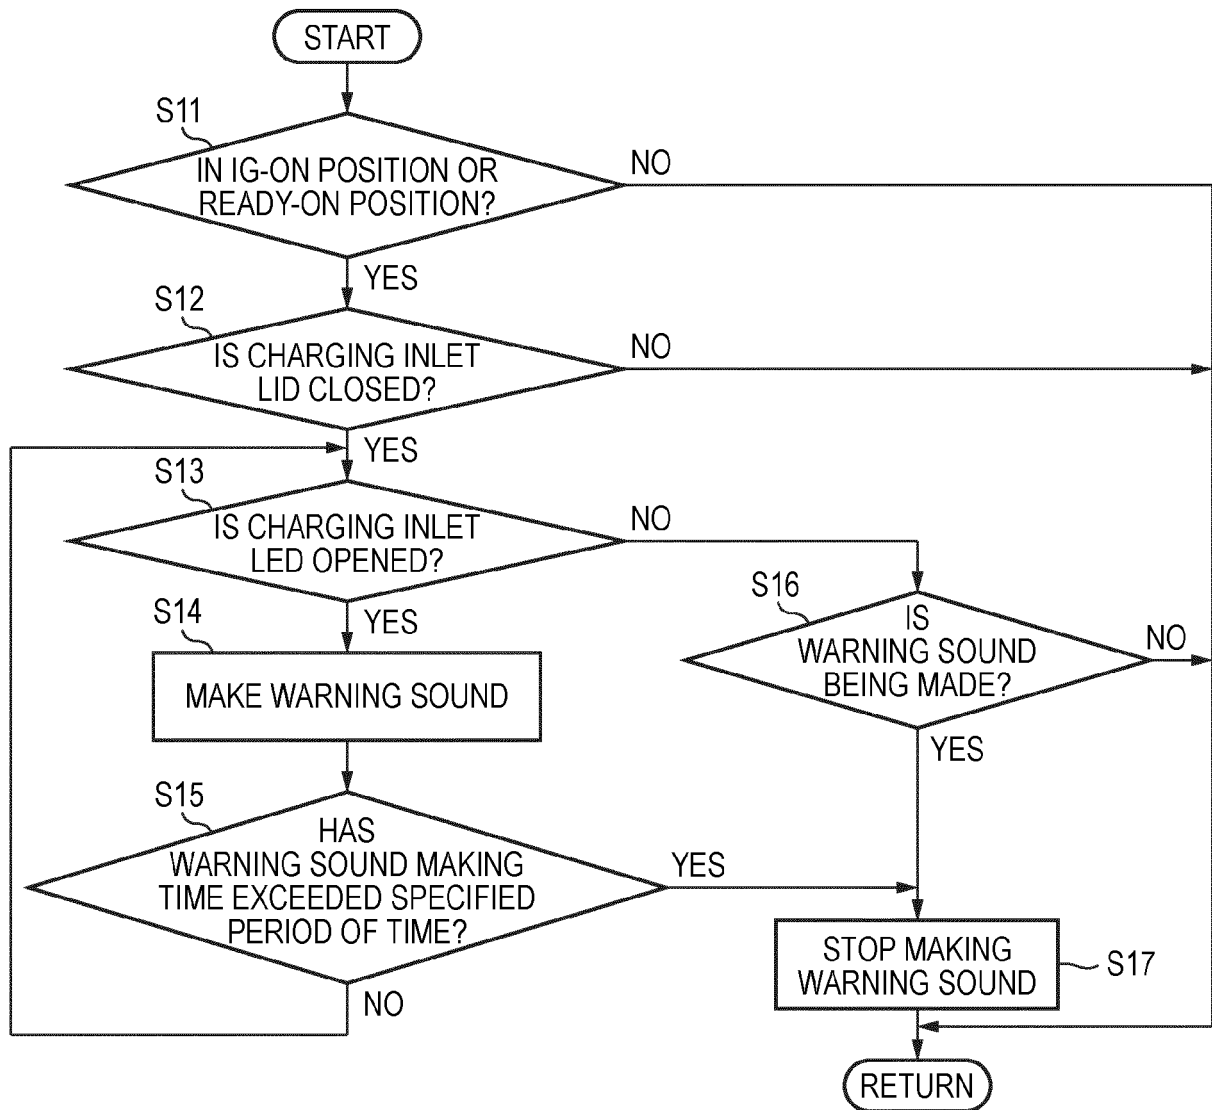 START
S11
IN IG-ON POSITION OR
READY-ON POSITION?
NO
YES
S12
IS CHARGING INLET
LID CLOSED?
NO
YES
S13
IS CHARGING INLET
LED OPENED?
NO
YES
S14
MAKE WARNING SOUND
S16
IS
WARNING SOUND
BEING MADE?
NO
YES
S15
HAS
WARNING SOUND MAKING
TIME EXCEEDED SPECIFIED
PERIOD OF TIME?
YES
NO
STOP MAKING
WARNING SOUND
S17
RETURN